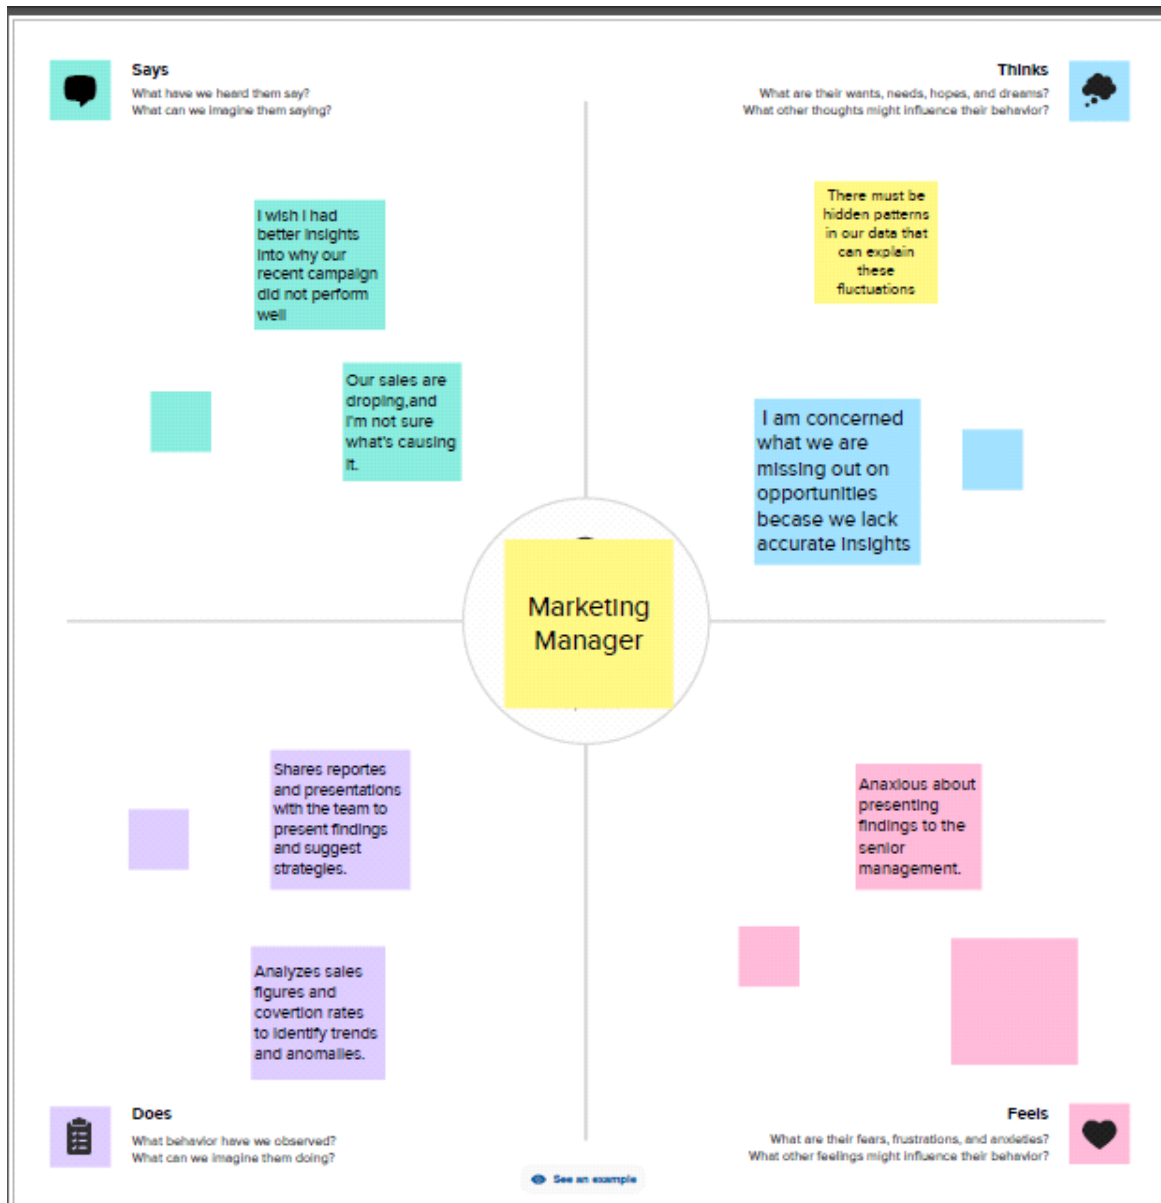 Says
What have we heard them say?
What can we imagine them saying?
Thinks
What are their wants, needs, hopes, and dreams?
What other thoughts might influence their behavior?
I wish I had
better insights
into why our
recent campaign
did not perform
well
Our sales are
droping,and
I'm not sure
what's causing
it.
There must be
hidden patterns
in our data that
can explain
these
fluctuations
I am concerned
what we are
missing out on
opportunities
becase we lack
accurate insights
Marketing
Manager
Shares reportes
and presentations
with the team to
present findings
and suggest
strategies.
Analyzes sales
figures and
covertion rates
to identify trends
and anomalies.
Anaxious about
presenting
findings to the
senior
management.
Does
What behavior have we observed?
What can we imagine them doing?
Feels
What are their fears, frustrations, and anxieties?
What other feelings might influence their behavior?
See an example